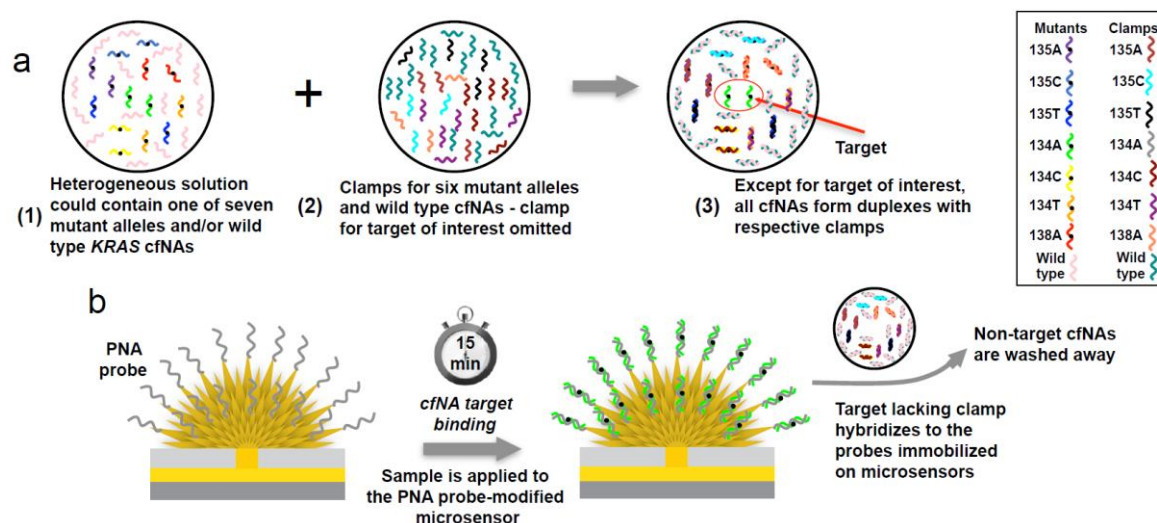 a
(1)
Heterogeneous solution
could contain one of seven
mutant alleles and/or wild
type KRAS cfNAs
+
(2)
Clamps for six mutant alleles
and wild type cfNAs - clamp
for target of interest omitted
Target
(3)
Except for target of interest,
all cfNAs form duplexes with
respective clamps
Mutants Clamps
135A 135A
135C 135C
135T 135T
134A 134A
134C 134C
134T 134T
138A 138A
Wild Wild
type type
b
PNA
probe
15
min
cfNA target
binding
Sample is applied to
the PNA probe-modified
microsensor
Non-target cfNAs
are washed away
Target lacking clamp
hybridizes to the
probes immobilized
on microsensors